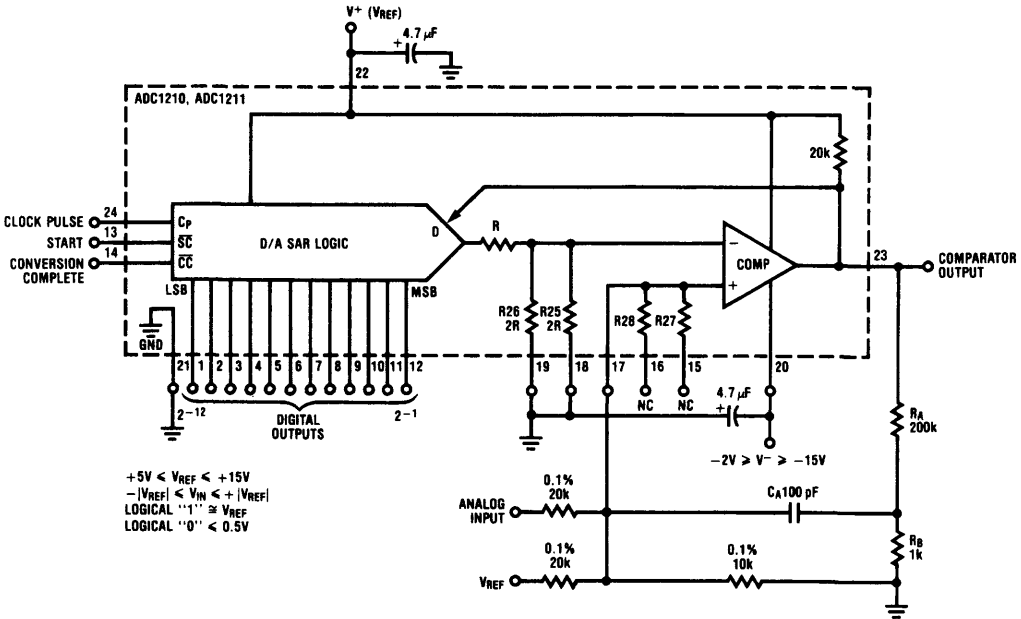 V+ (VREF)
4.7 µF
+
22
ADC1210, ADC1211
20k
CLOCK PULSE
24
CP
START
13
SC
CONVERSION
COMPLETE
14
CC
D/A SAR LOGIC
D
R
LSB
MSB
−
COMP
+
23
COMPARATOR
OUTPUT
R26
2R
R25
2R
R28
R27
GND
21
1
2
3
4
5
6
7
8
9
10
11
12
19
18
17
16
15
20
2−12
2−1
DIGITAL
OUTPUTS
NC
NC
4.7 µF
+
−2V ⩾ V− ⩾ −15V
RA
200k
+5V ⩽ VREF ⩽ +15V
−|VREF| ⩽ VIN ⩽ +|VREF|
LOGICAL "1" ≅ VREF
LOGICAL "0" ⩽ 0.5V
0.1%
20k
ANALOG
INPUT
CA100 pF
RB
1k
0.1%
20k
0.1%
10k
VREF